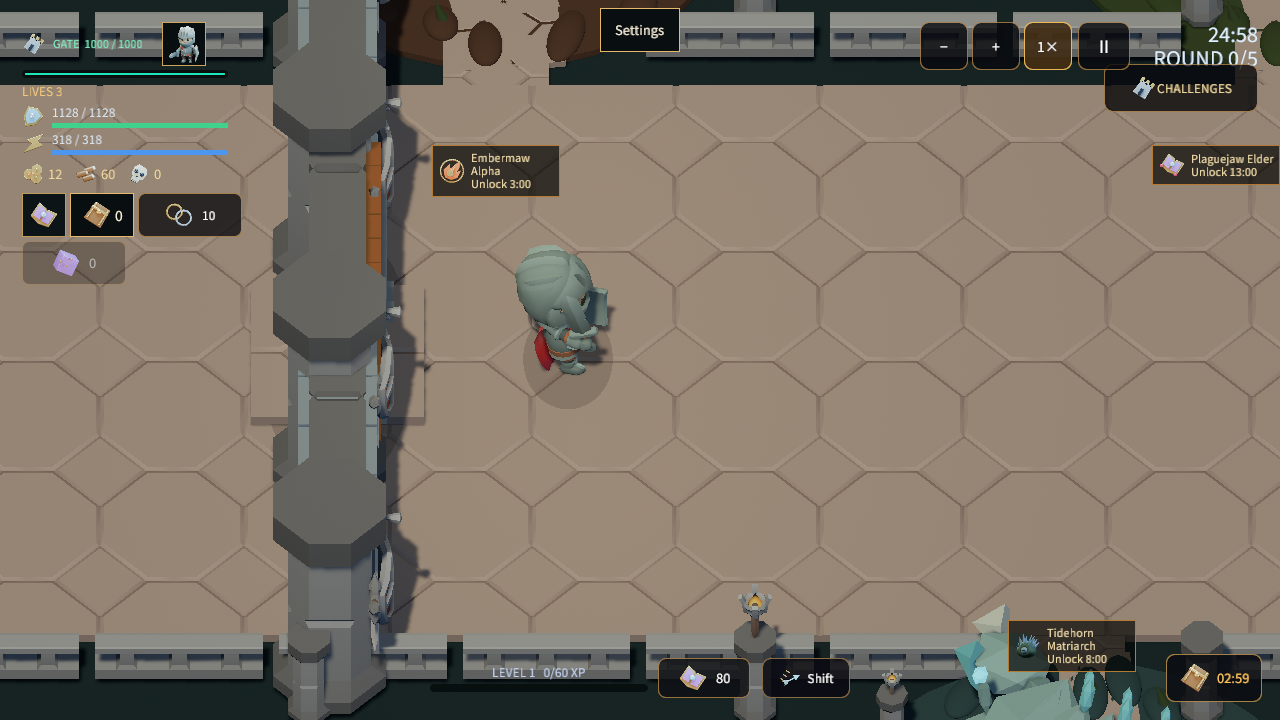 GATE 1000 / 1000
LIVES 3
1128 / 1128
318 / 318
12
60
0
0
10
0
Settings
−
+
1×
24:58
ROUND 0/5
CHALLENGES
Embermaw
Alpha
Unlock 3:00
Plaguejaw Elder
Unlock 13:00
Tidehorn
Matriarch
Unlock 8:00
LEVEL 1 0/60 XP
80
Shift
02:59